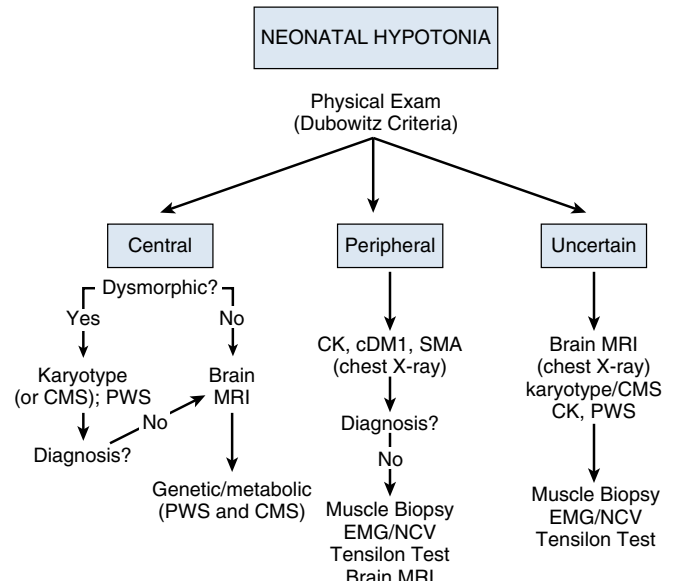 NEONATAL HYPOTONIA
Physical Exam
(Dubowitz Criteria)
Central
Peripheral
Uncertain
Dysmorphic?
Yes
No
Karyotype
(or CMS); PWS
Brain
MRI
No
Diagnosis?
Genetic/metabolic
(PWS and CMS)
CK, cDM1, SMA
(chest X-ray)
Diagnosis?
No
Muscle Biopsy
EMG/NCV
Tensilon Test
Brain MRI
Brain MRI
(chest X-ray)
karyotype/CMS
CK, PWS
Muscle Biopsy
EMG/NCV
Tensilon Test